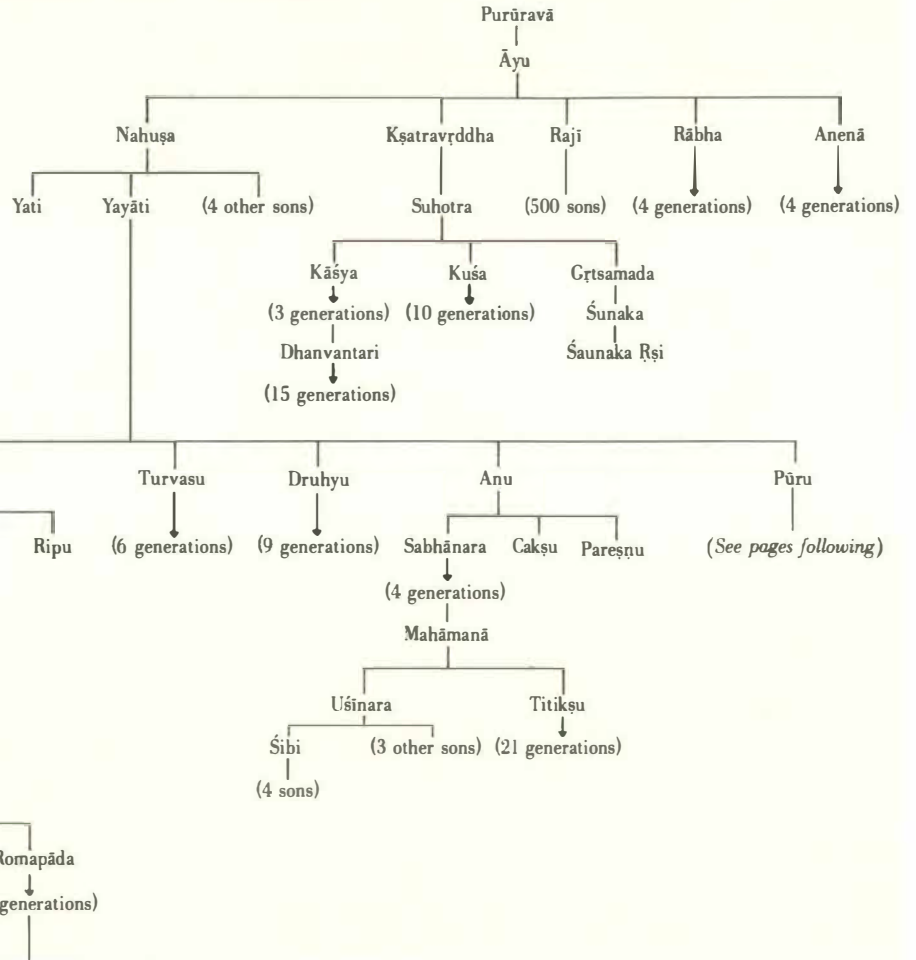 Purūravā
Āyu
Nahuṣa Kṣatravṛddha Rajī Rābha Anenā
Yati Yayāti (4 other sons) Suhotra (500 sons) (4 generations) (4 generations)
Kāśya Kuśa Gṛtsamada
(3 generations) (10 generations) Śunaka
Dhanvantari Śaunaka Ṛṣi
(15 generations)
Turvasu Druhyu Anu Pūru
Ripu (6 generations) (9 generations) Sabhānara Cakṣu Pareṣṇu (See pages following)
(4 generations)
Mahāmanā
Uśīnara Titikṣu
Śibi (3 other sons) (21 generations)
(4 sons)
Romapāda
generations)